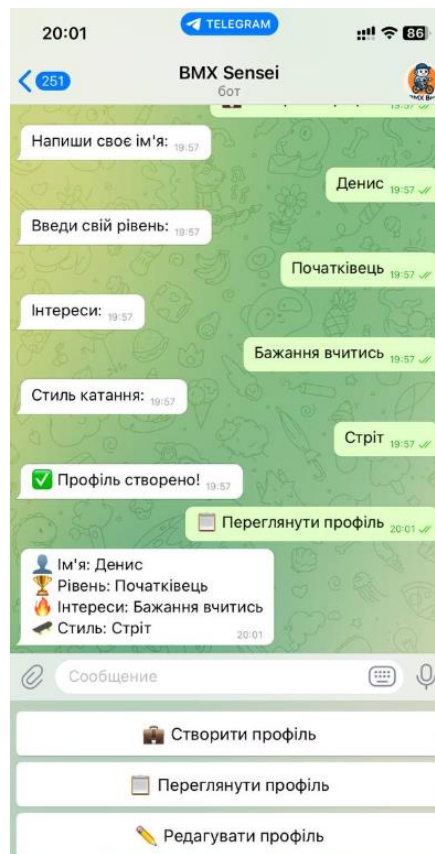 20:01
TELEGRAM
86
251
BMX Sensei
бот
Напиши своє ім'я: 19:57
Денис 19:57
Введи свій рівень: 19:57
Початківець 19:57
Інтереси: 19:57
Бажання вчитись 19:57
Стиль катання: 19:57
Стріт 19:57
Профіль створено! 19:57
Переглянути профіль 20:01
Ім'я: Денис
Рівень: Початківець
Інтереси: Бажання вчитись
Стиль: Стріт 20:01
Сообщение
Створити профіль
Переглянути профіль
Редагувати профіль